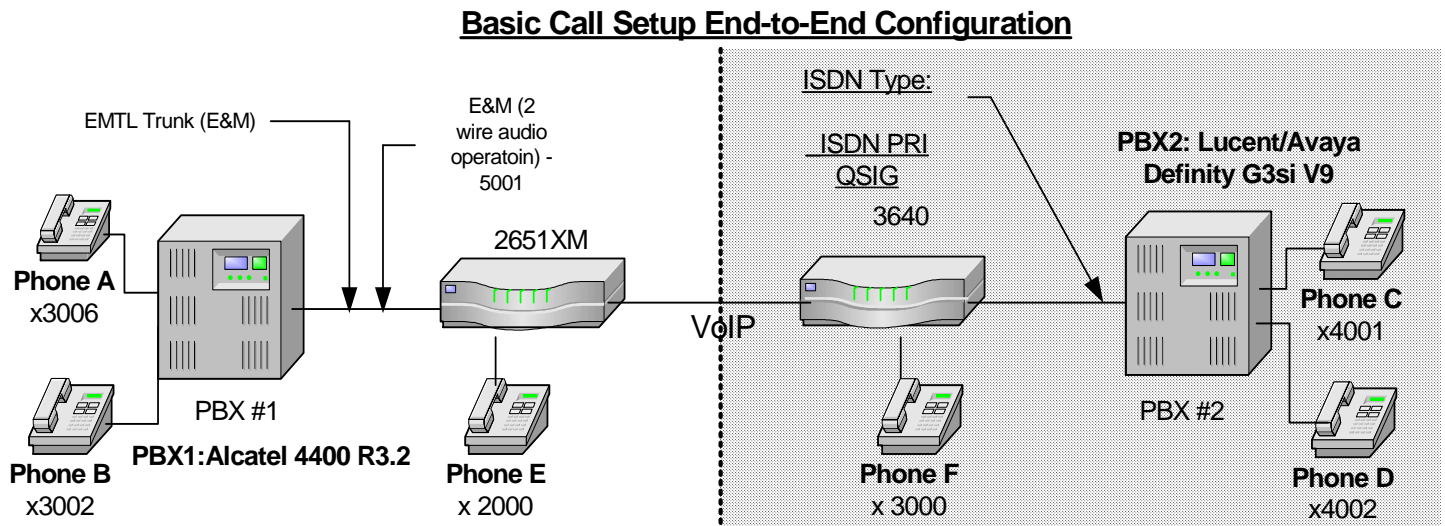 Basic Call Setup End-to-End Configuration
EMTL Trunk (E&M)
E&M (2
wire audio
operatoin) -
5001
ISDN Type:
ISDN PRI
QSIG
3640
PBX2: Lucent/Avaya
Definity G3si V9
2651XM
Phone A
x3006
VoIP
Phone C
x4001
PBX #1
PBX #2
PBX1:Alcatel 4400 R3.2
Phone B
x3002
Phone E
x 2000
Phone F
x 3000
Phone D
x4002